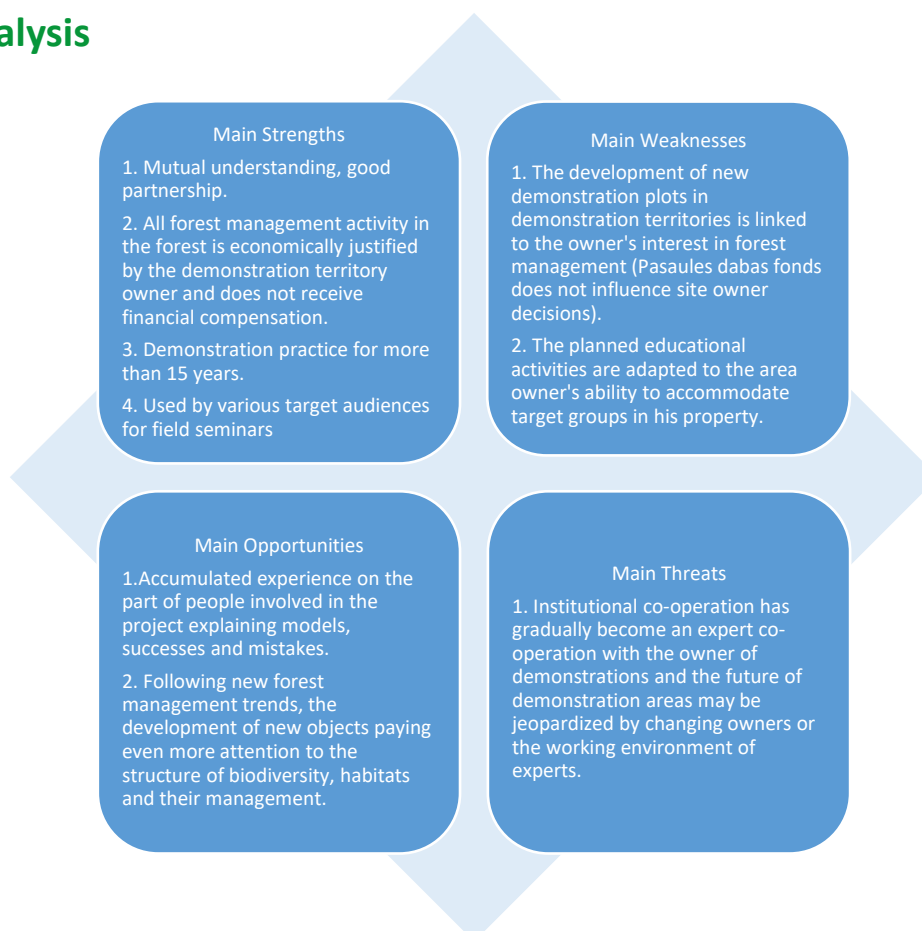 alysis
Main Strengths
1. Mutual understanding, good
partnership.
2. All forest management activity in
the forest is economically justified
by the demonstration territory
owner and does not receive
financial compensation.
3. Demonstration practice for more
than 15 years.
4. Used by various target audiences
for field seminars
Main Weaknesses
1. The development of new
demonstration plots in
demonstration territories is linked
to the owner's interest in forest
management (Pasaules dabas fonds
does not influence site owner
decisions).
2. The planned educational
activities are adapted to the area
owner's ability to accommodate
target groups in his property.
Main Opportunities
1.Accumulated experience on the
part of people involved in the
project explaining models,
successes and mistakes.
2. Following new forest
management trends, the
development of new objects paying
even more attention to the
structure of biodiversity, habitats
and their management.
Main Threats
1. Institutional co-operation has
gradually become an expert co-
operation with the owner of
demonstrations and the future of
demonstration areas may be
jeopardized by changing owners or
the working environment of
experts.